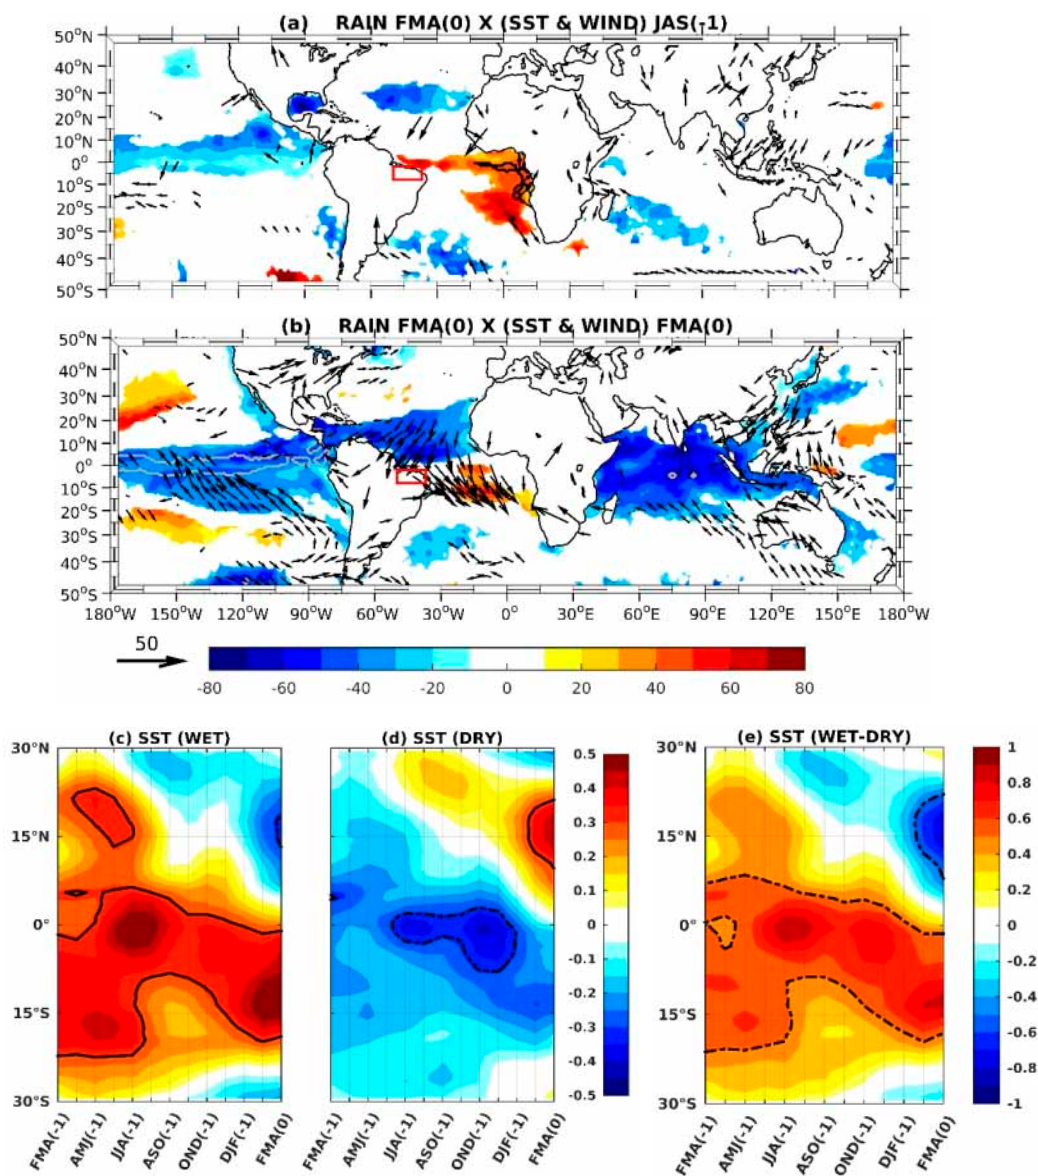 (a) RAIN FMA(0) X (SST & WIND) JAS(-1)
50°N
40°N
30°N
20°N
10°N
0°
10°S
20°S
30°S
40°S
50°S
(b) RAIN FMA(0) X (SST & WIND) FMA(0)
50°N
40°N
30°N
20°N
10°N
0°
10°S
20°S
30°S
40°S
50°S
180°W 150°W 120°W 90°W 60°W 30°W 0° 30°E 60°E 90°E 120°E 150°E 180°W
50
-80 -60 -40 -20 0 20 40 60 80
(c) SST (WET)
30°N
15°N
0°
15°S
30°S
FMA(-1) AMJ(-1) JJA(-1) ASO(-1) OND(-1) DJF(-1) FMA(0)
(d) SST (DRY)
FMA(-1) AMJ(-1) JJA(-1) ASO(-1) OND(-1) DJF(-1) FMA(0)
0.5
0.4
0.3
0.2
0.1
0
-0.1
-0.2
-0.3
-0.4
-0.5
(e) SST (WET-DRY)
30°N
15°N
0°
15°S
30°S
FMA(-1) AMJ(-1) JJA(-1) ASO(-1) OND(-1) DJF(-1) FMA(0)
1
0.8
0.6
0.4
0.2
0
-0.2
-0.4
-0.6
-0.8
-1